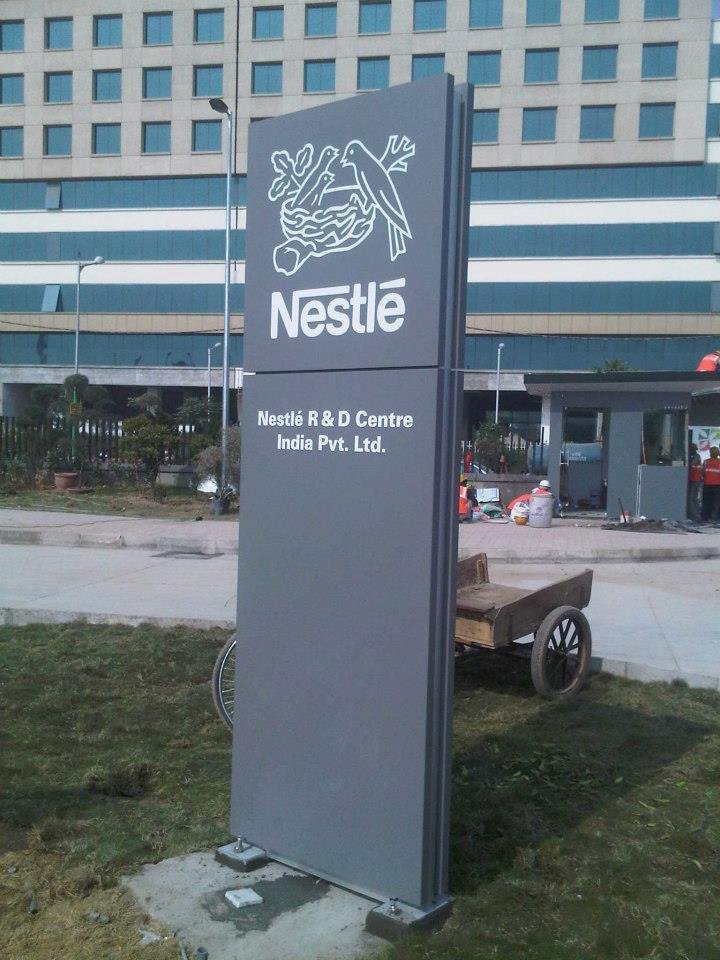 Nestlé
Nestlé R & D Centre
India Pvt. Ltd.